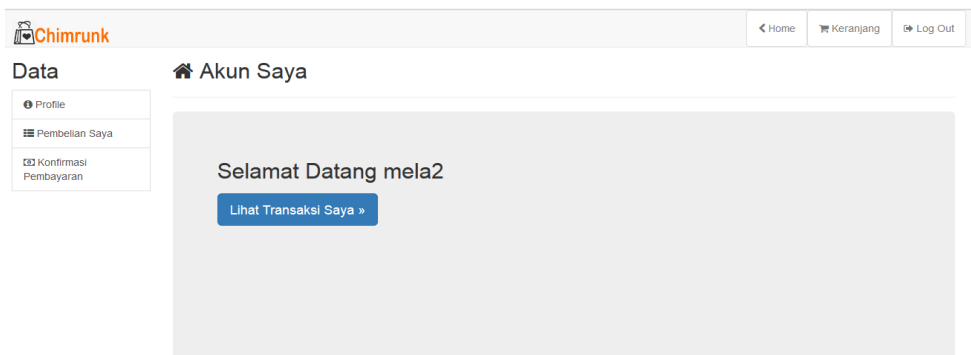 Chimrunk
Home
Keranjang
Log Out
Data
Profile
Pembelian Saya
Konfirmasi
Pembayaran
Akun Saya
Selamat Datang mela2
Lihat Transaksi Saya »